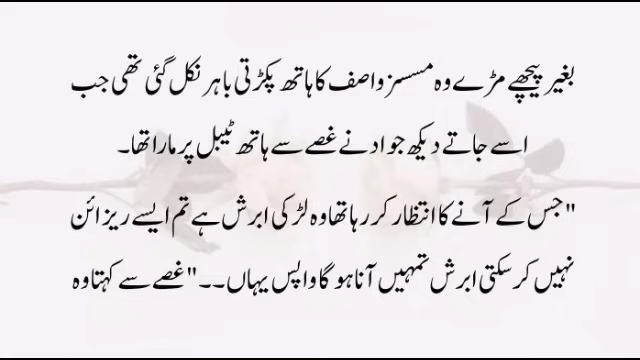 بغیر پیچھے مڑے وہ مسسز واصف کا ہاتھ پکڑتی باہر نکل گئی تھی جب
اسے جاتے دیکھ جواد نے غصے سے ہاتھ ٹیبل پر مارا تھا۔
"جس کے آنے کا انتظار کر رہا تھا وہ لڑکی ابرش ہے تم ایسے ریزائن
نہیں کر سکتی ابرش تمہیں آنا ہو گا واپس یہاں۔۔" غصے سے کہتا وہ